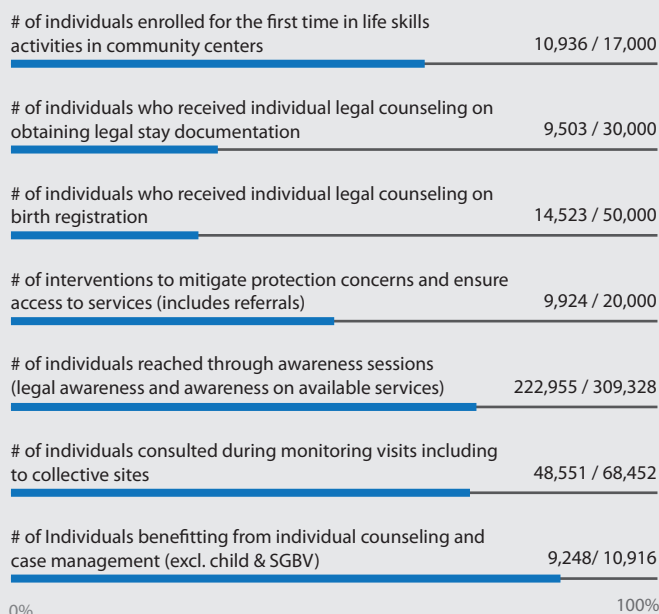 # of individuals enrolled for the first time in life skills
activities in community centers 10,936 / 17,000
# of individuals who received individual legal counseling on
obtaining legal stay documentation 9,503 / 30,000
# of individuals who received individual legal counseling on
birth registration 14,523 / 50,000
# of interventions to mitigate protection concerns and ensure
access to services (includes referrals) 9,924 / 20,000
# of individuals reached through awareness sessions
(legal awareness and awareness on available services) 222,955 / 309,328
# of individuals consulted during monitoring visits including
to collective sites 48,551 / 68,452
# of Individuals benefitting from individual counseling and
case management (excl. child & SGBV) 9,248/ 10,916
0% 100%